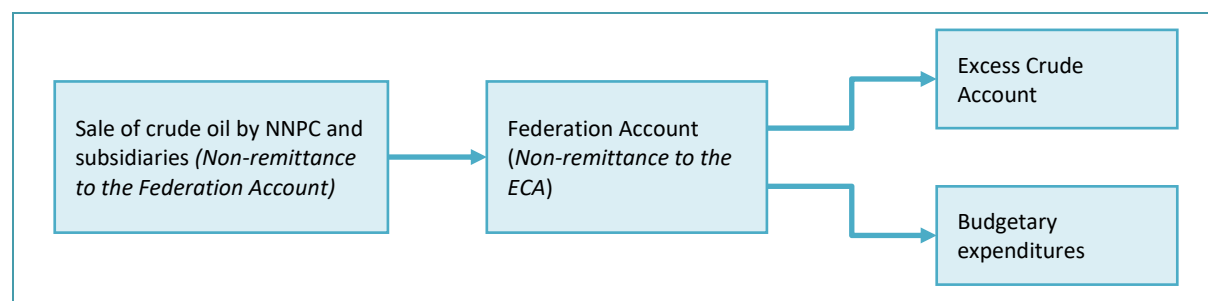 Sale of crude oil by NNPC and
subsidiaries (Non-remittance
to the Federation Account)
Federation Account
(Non-remittance to the
ECA)
Excess Crude
Account
Budgetary
expenditures